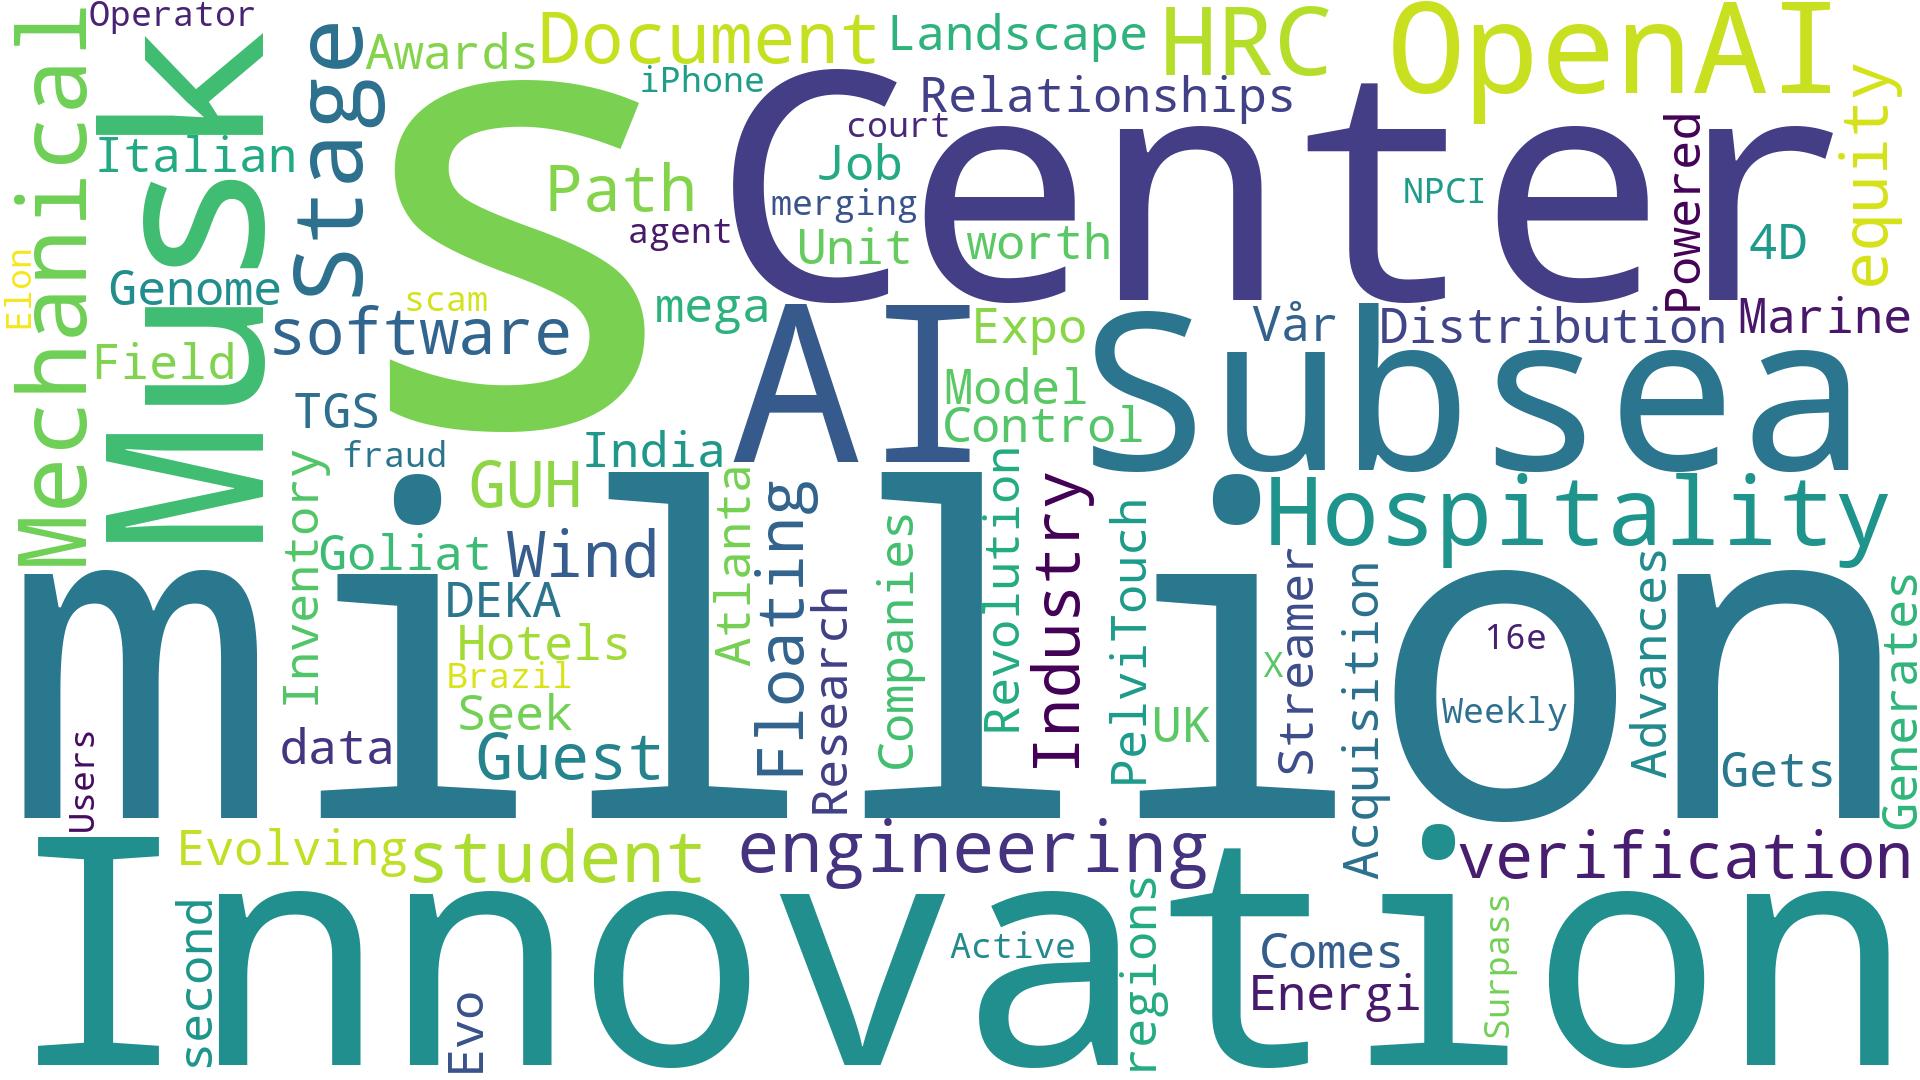 Operator
Mechanical
Musk
Stage
Awards
Document
Landscape
HRC
OpenAI
iPhone
Relationships
court
S
Center
Italian
Path
Job
merging
NPCI
Powered
equity
agent
Unit
worth
4D
Elon
Genome
scam
mega
software
AI
Expo
Subsea
Vår
Distribution
Marine
Field
Model
TGS
Control
fraud
India
GUH
Inventory
Atlanta
Floating
Revolution
Industry
Hospitality
million
Goliat
Wind
DEKA
Hotels
Brazil
Seek
Guest
data
Users
Research
Companies
PelviTouch
UK
X
Streamer
Acquisition
16e
Weekly
Advances
Gets
Generates
Evolving
student
engineering
verification
Innovation
second
Evo
Active
regions
Comes
Energi
Surpass